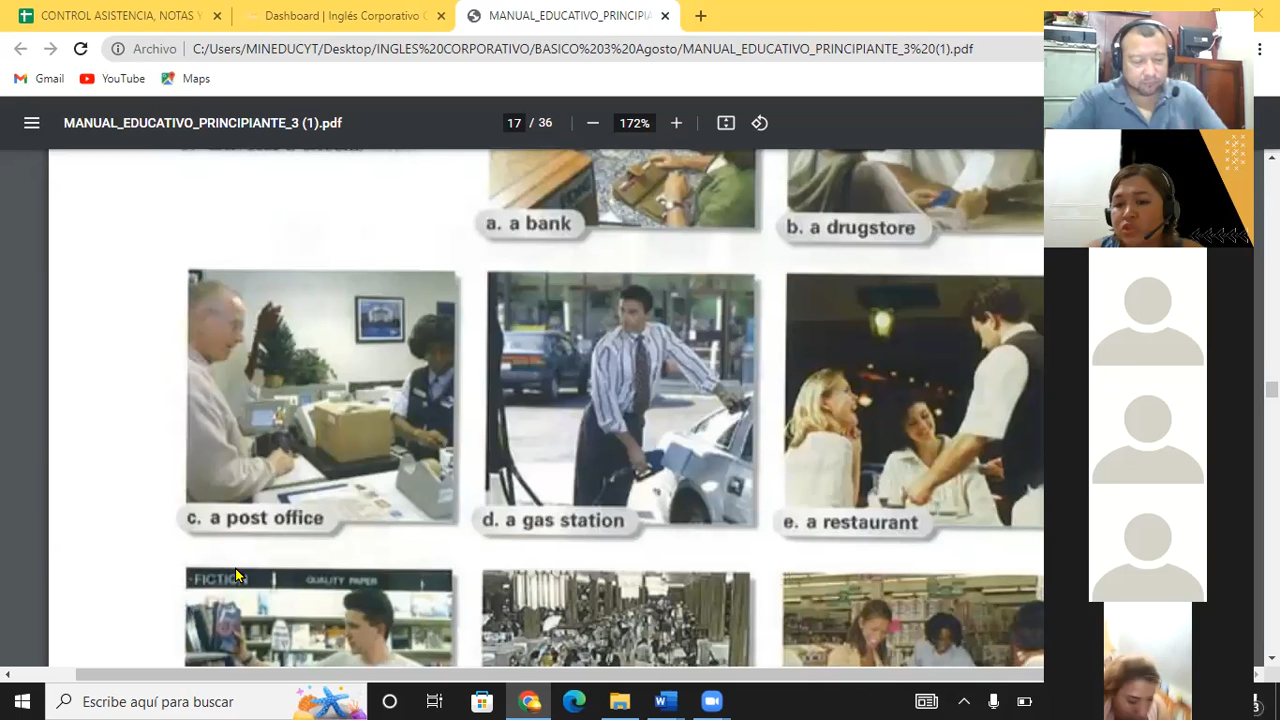 CONTROL ASISTENCIA, NOTAS Y
Dashboard | Inglés Corporativo C
MANUAL_EDUCATIVO_PRINCIPIA
Archivo
C:/Users/MINEDUCYT/Desktop/INGLES%20CORPORATIVO/BASICO%203%20Agosto/MANUAL_EDUCATIVO_PRINCIPIANTE_3%20(1).pdf
Gmail
YouTube
Maps
MANUAL_EDUCATIVO_PRINCIPIANTE_3 (1).pdf
17 / 36
172%
a. a bank
b. a drugstore
c. a post office
d. a gas station
e. a restaurant
FICTION
QUALITY PAPER
Escribe aquí para buscar